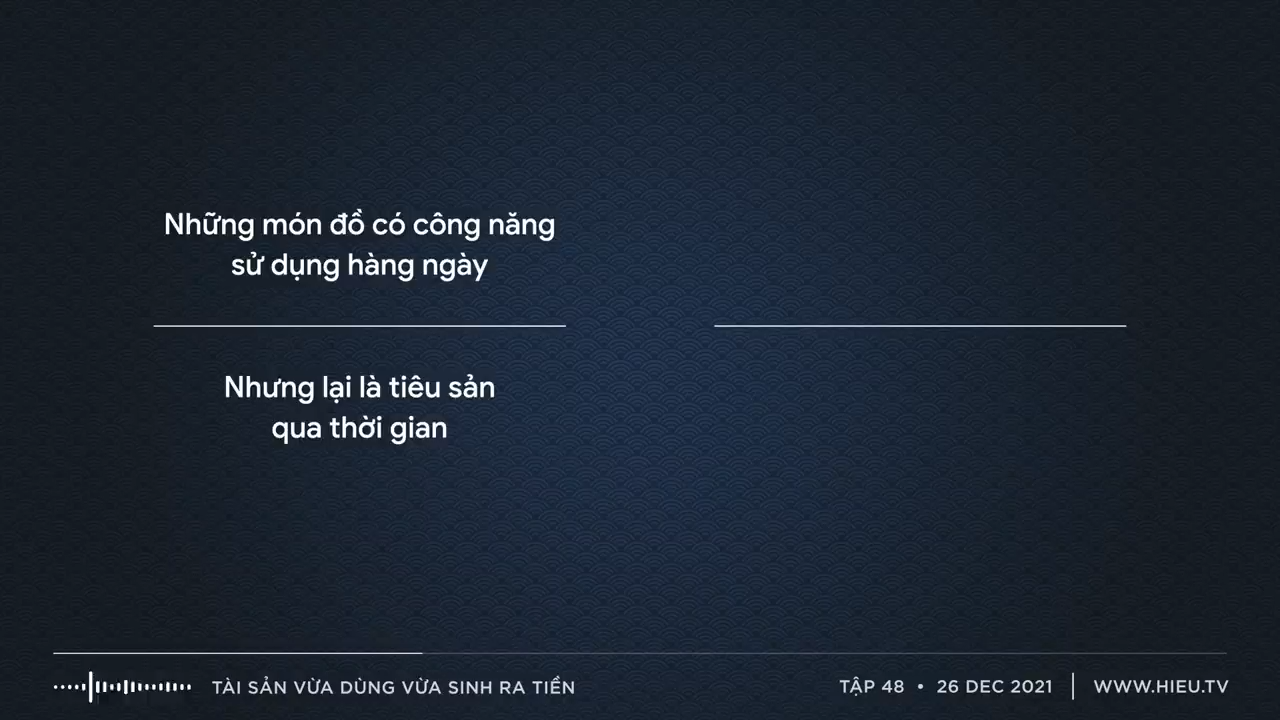 Những món đồ có công năng
sử dụng hàng ngày
Nhưng lại là tiêu sản
qua thời gian
TÀI SẢN VỪA DÙNG VỪA SINH RA TIỀN
TẬP 48 • 26 DEC 2021 | WWW.HIEU.TV